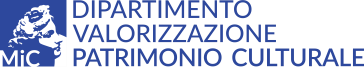 MiC
DIPARTIMENTO
VALORIZZAZIONE
PATRIMONIO CULTURALE